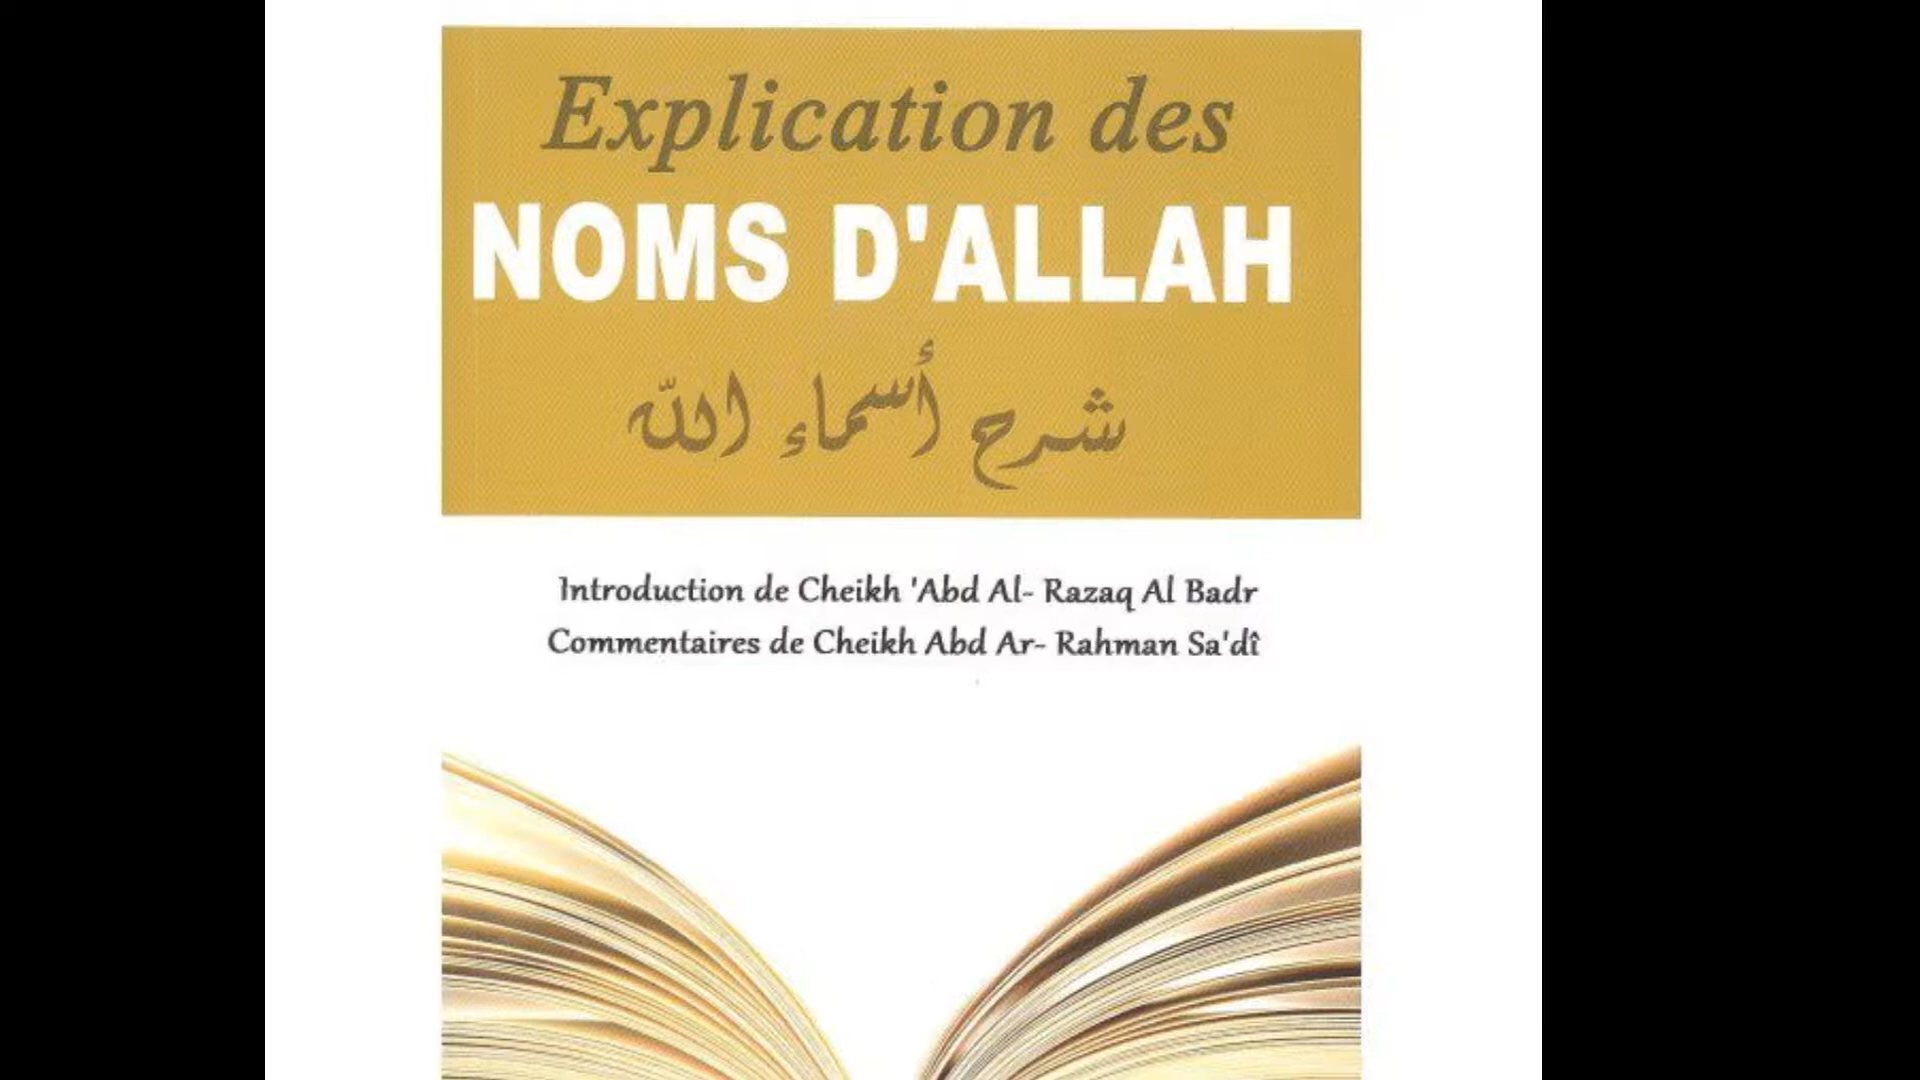 Explication des
NOMS D'ALLAH
شرح أسماء الله
Introduction de Cheikh 'Abd Al- Razaq Al Badr
Commentaires de Cheikh Abd Ar- Rahman Sa'dî